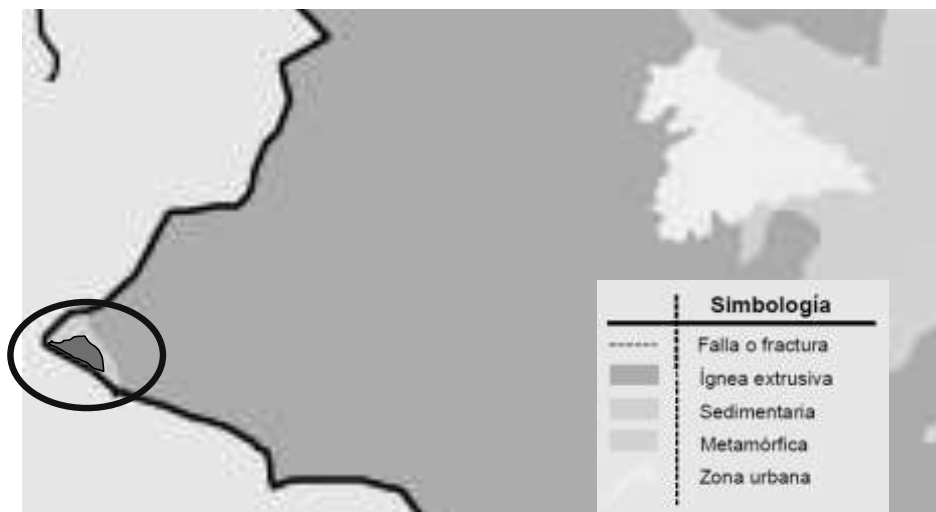 Simbología
Falla o fractura
Ígnea extrusiva
Sedimentaria
Metamórfica
Zona urbana